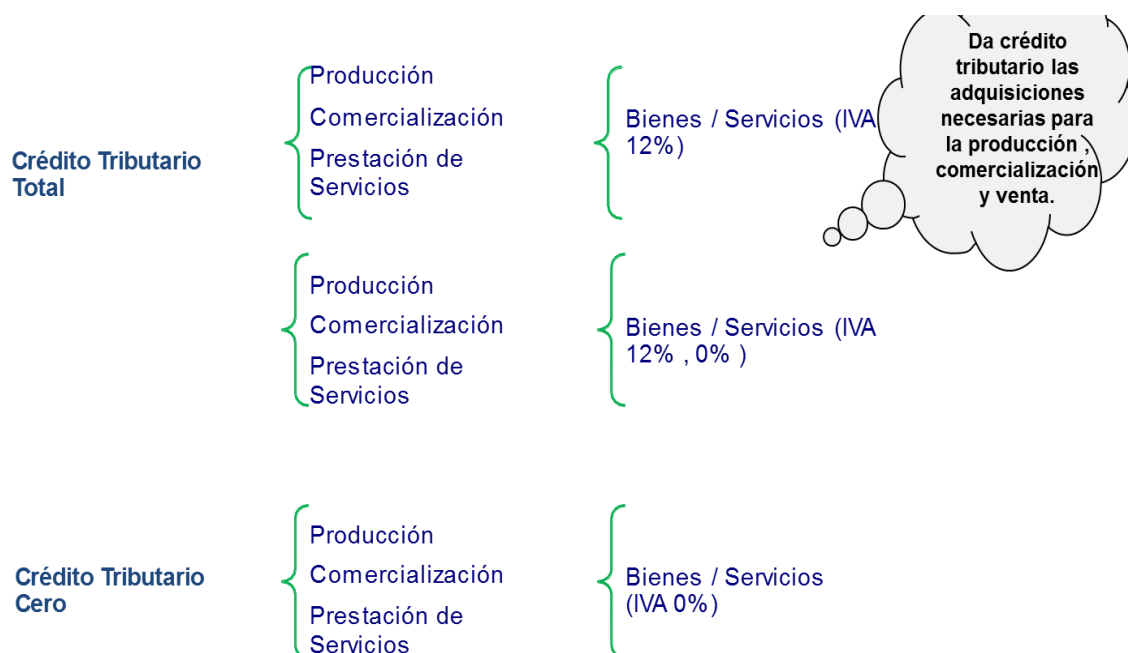 Da crédito
tributario las
adquisiciones
necesarias para
la producción ,
comercialización
y venta.
Crédito Tributario
Total
Producción
Comercialización
Prestación de
Servicios
Bienes / Servicios (IVA
12%)
Producción
Comercialización
Prestación de
Servicios
Bienes / Servicios (IVA
12% , 0% )
Crédito Tributario
Cero
Producción
Comercialización
Prestación de
Servicios
Bienes / Servicios
(IVA 0%)